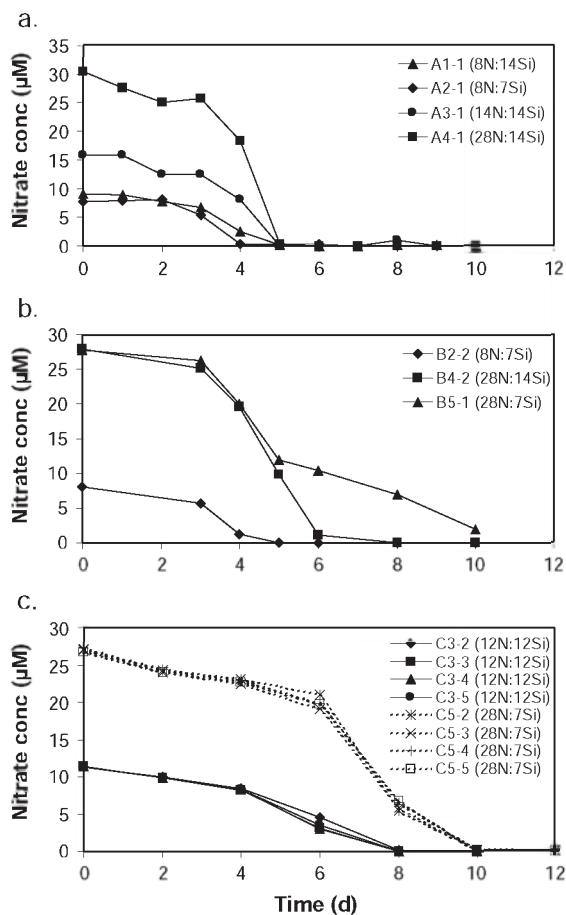 a.
Nitrate conc (µM)
35
30
25
20
15
10
5
0
A1-1 (8N:14Si)
A2-1 (8N:7Si)
A3-1 (14N:14Si)
A4-1 (28N:14Si)
0 2 4 6 8 10 12
b.
Nitrate conc (µM)
30
25
20
15
10
5
0
B2-2 (8N:7Si)
B4-2 (28N:14Si)
B5-1 (28N:7Si)
0 2 4 6 8 10 12
c.
Nitrate conc (µM)
30
25
20
15
10
5
0
C3-2 (12N:12Si)
C3-3 (12N:12Si)
C3-4 (12N:12Si)
C3-5 (12N:12Si)
C5-2 (28N:7Si)
C5-3 (28N:7Si)
C5-4 (28N:7Si)
C5-5 (28N:7Si)
0 2 4 6 8 10 12
Time (d)